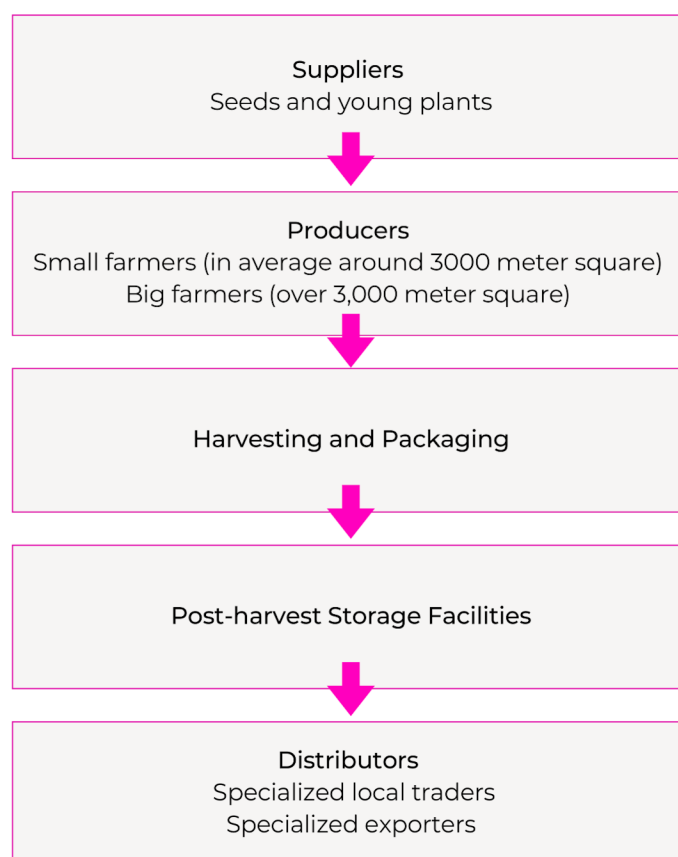 Suppliers
Seeds and young plants
Producers
Small farmers (in average around 3000 meter square)
Big farmers (over 3,000 meter square)
Harvesting and Packaging
Post-harvest Storage Facilities
Distributors
Specialized local traders
Specialized exporters